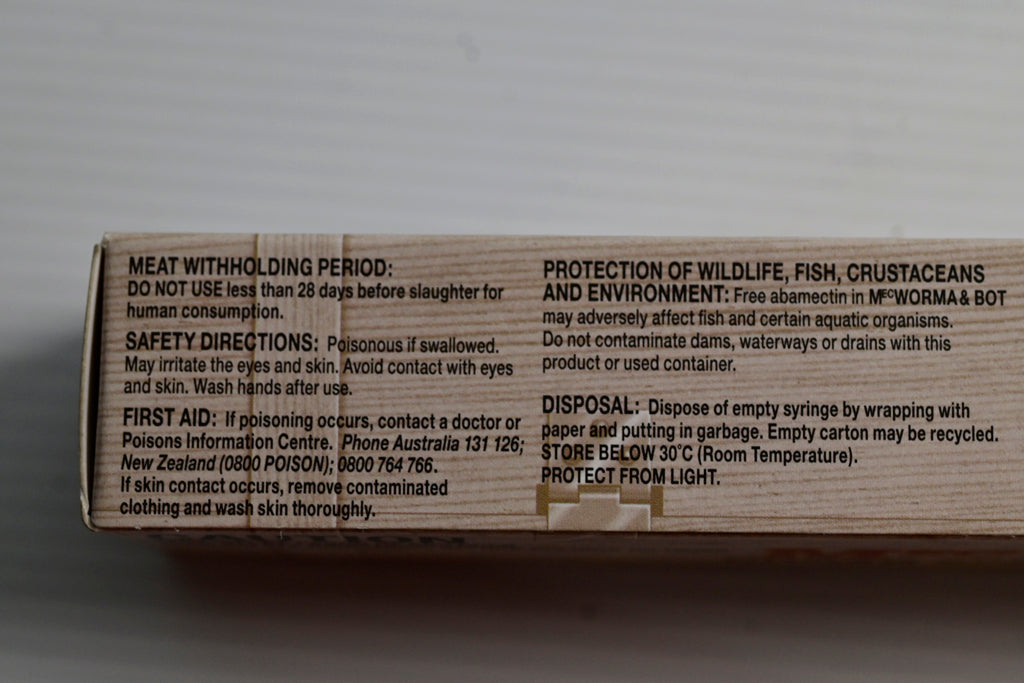 MEAT WITHHOLDING PERIOD:
DO NOT USE less than 28 days before slaughter for
human consumption.
SAFETY DIRECTIONS: Poisonous if swallowed.
May irritate the eyes and skin. Avoid contact with eyes
and skin. Wash hands after use.
FIRST AID: If poisoning occurs, contact a doctor or
Poisons Information Centre. Phone Australia 131 126;
New Zealand (0800 POISON); 0800 764 766.
If skin contact occurs, remove contaminated
clothing and wash skin thoroughly.
PROTECTION OF WILDLIFE, FISH, CRUSTACEANS
AND ENVIRONMENT: Free abamectin in MECWORMA & BOT
may adversely affect fish and certain aquatic organisms.
Do not contaminate dams, waterways or drains with this
product or used container.
DISPOSAL: Dispose of empty syringe by wrapping with
paper and putting in garbage. Empty carton may be recycled.
STORE BELOW 30°C (Room Temperature).
PROTECT FROM LIGHT.